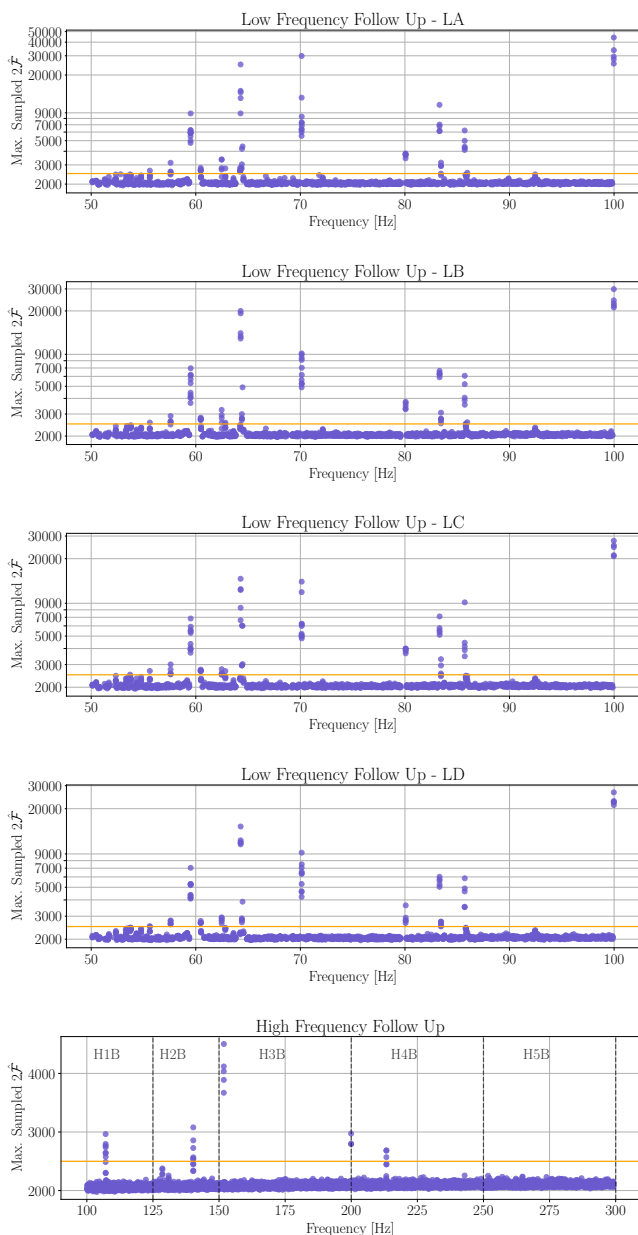 Low Frequency Follow Up - LA
50000
40000
30000
20000
9000
7000
5000
3000
2000
Max. Sampled 2F̂
50 60 70 80 90 100
Frequency [Hz]
Low Frequency Follow Up - LB
30000
20000
9000
7000
5000
3000
2000
Max. Sampled 2F̂
50 60 70 80 90 100
Frequency [Hz]
Low Frequency Follow Up - LC
30000
20000
9000
7000
5000
3000
2000
Max. Sampled 2F̂
50 60 70 80 90 100
Frequency [Hz]
Low Frequency Follow Up - LD
30000
20000
9000
7000
5000
3000
2000
Max. Sampled 2F̂
50 60 70 80 90 100
Frequency [Hz]
High Frequency Follow Up
H1B H2B H3B H4B H5B
4000
3000
2000
Max. Sampled 2F̂
100 125 150 175 200 225 250 275 300
Frequency [Hz]